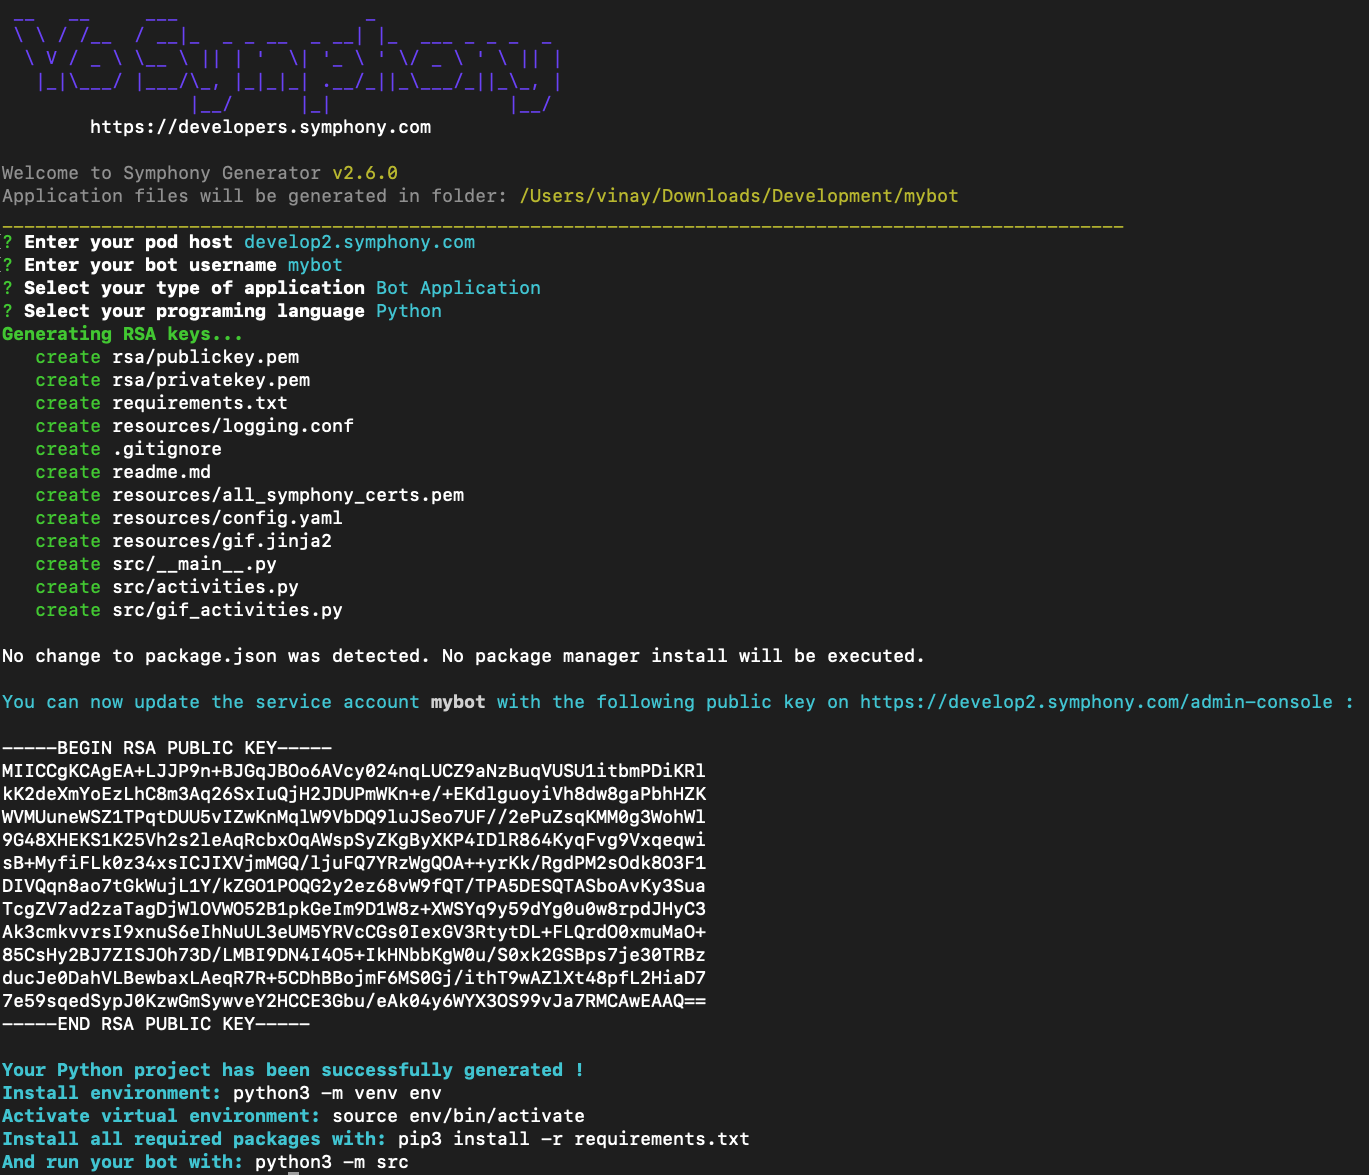 https://developers.symphony.com
Welcome to Symphony Generator v2.6.0
Application files will be generated in folder: /Users/vinay/Downloads/Development/mybot
? Enter your pod host develop2.symphony.com
? Enter your bot username mybot
? Select your type of application Bot Application
? Select your programing language Python
Generating RSA keys...
create rsa/publickey.pem
create rsa/privatekey.pem
create requirements.txt
create resources/logging.conf
create .gitignore
create readme.md
create resources/all_symphony_certs.pem
create resources/config.yaml
create resources/gif.jinja2
create src/__main__.py
create src/activities.py
create src/gif_activities.py
No change to package.json was detected. No package manager install will be executed.
You can now update the service account mybot with the following public key on https://develop2.symphony.com/admin-console :
-----BEGIN RSA PUBLIC KEY-----
MIICCgKCAgEA+LJJP9n+BJGqJBOo6AVcy024nqLUCZ9aNzBuqVUSU1itbmPDiKRl
kK2deXmYoEzLhC8m3Aq26SxIuQjH2JDUPmWKn+e/+EKdlguoyiVh8dw8gaPbhHZK
WVMUuneWSZ1TPqtDUU5vIZwKnMqlW9VbDQ9luJSeo7UF//2ePuZsqKMM0g3WohWl
9G48XHEKS1K25Vh2s2leAqRcbxOqAWspSyZKgByXKP4IDlR864KyqFvg9Vxqeqwi
sB+MyfiFLk0z34xsICJIXVjmMGQ/ljuFQ7YRzWgQOA++yrKk/RgdPM2sOdk8O3F1
DIVQqn8ao7tGkWujL1Y/kZGO1POQG2y2ez68vW9fQT/TPA5DESQTASboAvKy3Sua
TcgZV7ad2zaTagDjWlOVWO52B1pkGeIm9D1W8z+XWSYq9y59dYg0u0w8rpdJHyC3
Ak3cmkvvrsI9xnuS6eIhNuUL3eUM5YRVcCGs0IexGV3RtytDL+FLQrdO0xmuMaO+
85CsHy2BJ7ZISJOh73D/LMBI9DN4I4O5+IkHNbbKgW0u/S0xk2GSBps7je30TRBz
ducJe0DahVLBewbaxLAeqR7R+5CDhBBojmF6MS0Gj/ithT9wAZlXt48pfL2HiaD7
7e59sqedSypJ0KzwGmSywveY2HCCE3Gbu/eAk04y6WYX3OS99vJa7RMCAwEAAQ==
-----END RSA PUBLIC KEY-----
Your Python project has been successfully generated !
Install environment: python3 -m venv env
Activate virtual environment: source env/bin/activate
Install all required packages with: pip3 install -r requirements.txt
And run your bot with: python3 -m src